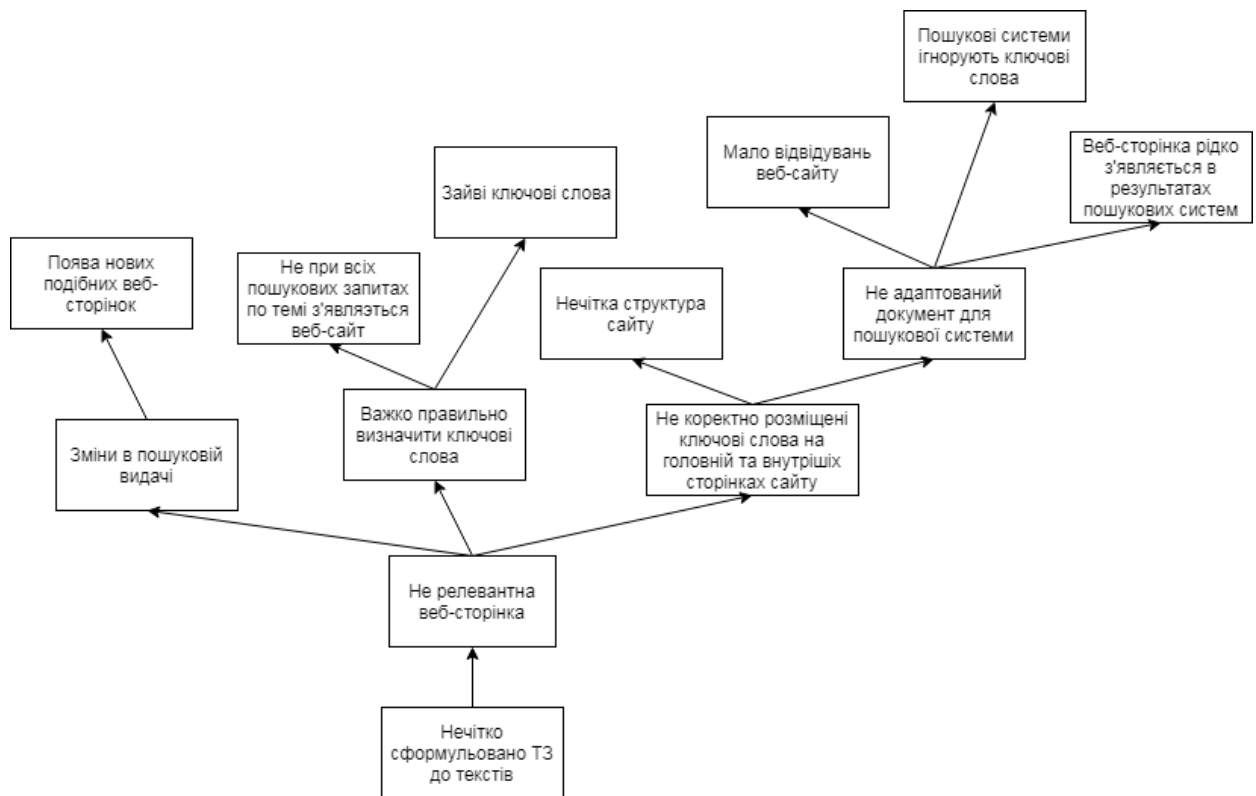 Пошукові системи
ігнорують ключові
слова
Мало відвідувань
веб-сайту
Веб-сторінка рідко
з'являється в
результатах
пошукових систем
Зайві ключові слова
Поява нових
подібних веб-
сторінок
Не при всіх
пошукових запитах
по темі з'являэться
веб-сайт
Нечітка структура
сайту
Не адаптований
документ для
пошукової системи
Зміни в пошуковій
видачі
Важко правильно
визначити ключові
слова
Не коректно розміщені
ключові слова на
головній та внутрішіх
сторінках сайту
Не релевантна
веб-сторінка
Нечітко
сформульовано ТЗ
до текстів